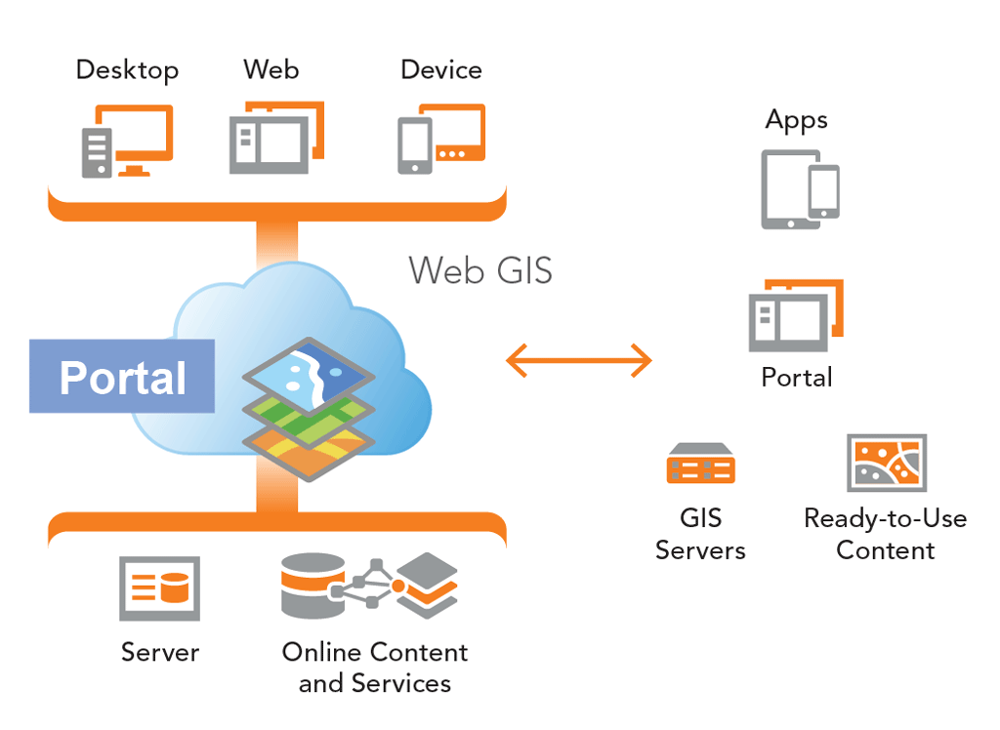 Desktop
Web
Device
Apps
Web GIS
Portal
Portal
GIS
Servers
Ready-to-Use
Content
Server
Online Content
and Services